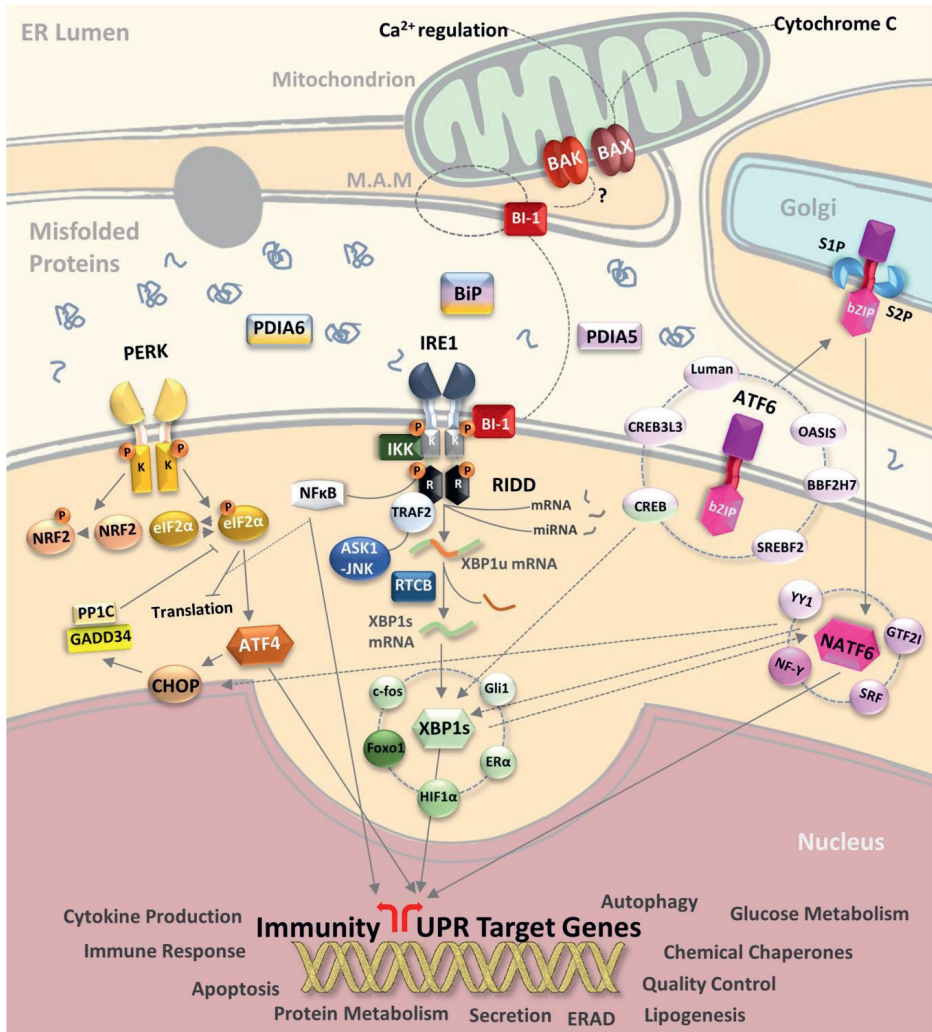 ER Lumen
Ca²⁺ regulation
Cytochrome C
Mitochondrion
BAK
BAX
M.A.M
?
BI-1
Golgi
S1P
bZIP
S2P
Misfolded
Proteins
BiP
PDIA6
PDIA5
PERK
IRE1
Luman
ATF6
CREB3L3
OASIS
BBF2H7
CREB
bZIP
SREBF2
P
K
K
P
P
K
K
P
BI-1
IKK
P
R
R
P
RIDD
NFκB
TRAF2
mRNA
miRNA
P
NRF2
NRF2
eIF2α
P
eIF2α
ASK1
-JNK
XBP1u mRNA
RTCB
PP1C
GADD34
Translation
XBP1s
mRNA
ATF4
CHOP
YY1
GTF2I
NATF6
NF-Y
SRF
c-fos
Gli1
XBP1s
Foxo1
ERα
HIF1α
Nucleus
Cytokine Production
Immunity
UPR Target Genes
Autophagy
Glucose Metabolism
Immune Response
Chemical Chaperones
Apoptosis
Quality Control
Protein Metabolism
Secretion
ERAD
Lipogenesis